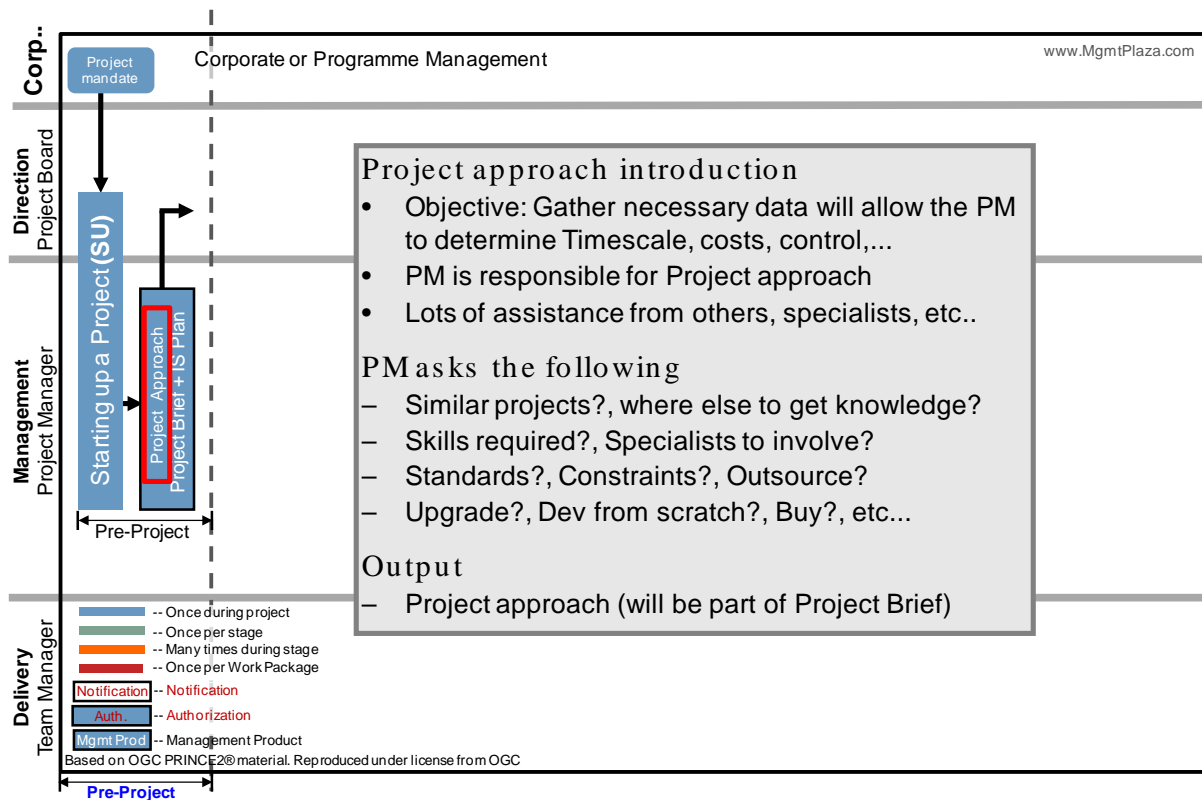 Corp..
Project
mandate
Corporate or Programme Management
www.MgmtPlaza.com
Direction
Project Board
Management
Project Manager
Delivery
Team Manager
Starting up a Project (SU)
Project Approach
Project Brief + IS Plan
Pre-Project
Project approach introduction
• Objective: Gather necessary data will allow the PM
to determine Timescale, costs, control,...
• PM is responsible for Project approach
• Lots of assistance from others, specialists, etc..
PM asks the following
– Similar projects?, where else to get knowledge?
– Skills required?, Specialists to involve?
– Standards?, Constraints?, Outsource?
– Upgrade?, Dev from scratch?, Buy?, etc...
Output
– Project approach (will be part of Project Brief)
-- Once during project
-- Once per stage
-- Many times during stage
-- Once per Work Package
Notification -- Notification
Auth. -- Authorization
Mgmt Prod -- Management Product
Based on OGC PRINCE2® material. Reproduced under license from OGC
Pre-Project